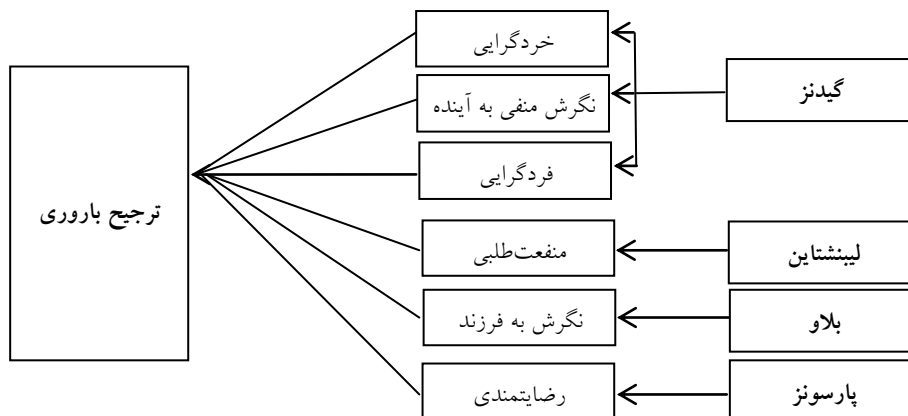 خردگرایی
گیدنز
نگرش منفی به آینده
فردگرایی
ترجیح باروری
منفعت‌طلبی
لیبنشتاین
نگرش به فرزند
بلاو
رضایتمندی
پارسونز